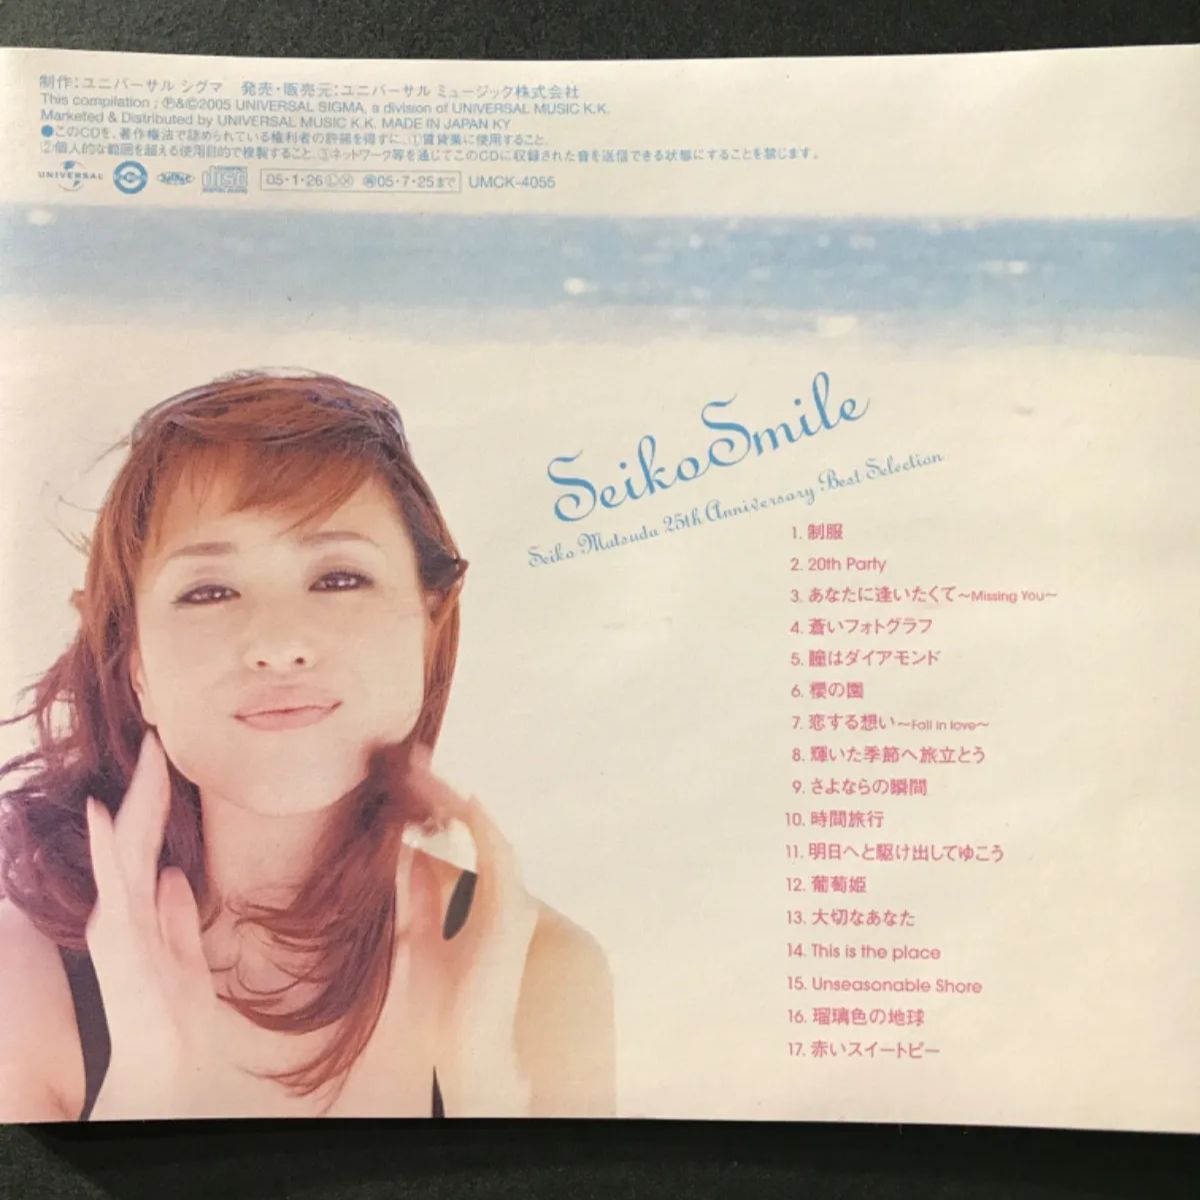 制作：ユニバーサル シグマ　発売・販売元：ユニバーサル ミュージック株式会社
This compilation ; ℗&©2005 UNIVERSAL SIGMA, a division of UNIVERSAL MUSIC K.K.
Marketed & Distributed by UNIVERSAL MUSIC K.K. MADE IN JAPAN KY
●このCDを、著作権法で認められている権利者の許諾を得ずに、①賃貸業に使用すること、
②個人的な範囲を超える使用目的で複製すること、③ネットワーク等を通じてこのCDに収録された音を送信できる状態にすることを禁じます。
UNIVERSAL disc 05・1・26 Ⓛ Ⓧ 05・7・25まで UMCK-4055
Seiko Smile
Seiko Matsuda 25th Anniversary Best Selection
1. 制服
2. 20th Party
3. あなたに逢いたくて～Missing You～
4. 蒼いフォトグラフ
5. 瞳はダイアモンド
6. 櫻の園
7. 恋する想い～Fall in love～
8. 輝いた季節へ旅立とう
9. さよならの瞬間
10. 時間旅行
11. 明日へと駆け出してゆこう
12. 葡萄姫
13. 大切なあなた
14. This is the place
15. Unseasonable Shore
16. 瑠璃色の地球
17. 赤いスイートピー